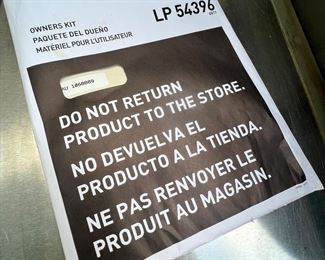 OWNERS KIT
PAQUETE DEL DUEÑO
MATÉRIEL POUR L'UTILISATEUR
LP 54396
DO NOT RETURN
PRODUCT TO THE STORE.
NO DEVUELVA EL
PRODUCTO A LA TIENDA.
NE PAS RENVOYER LE
PRODUIT AU MAGASIN.